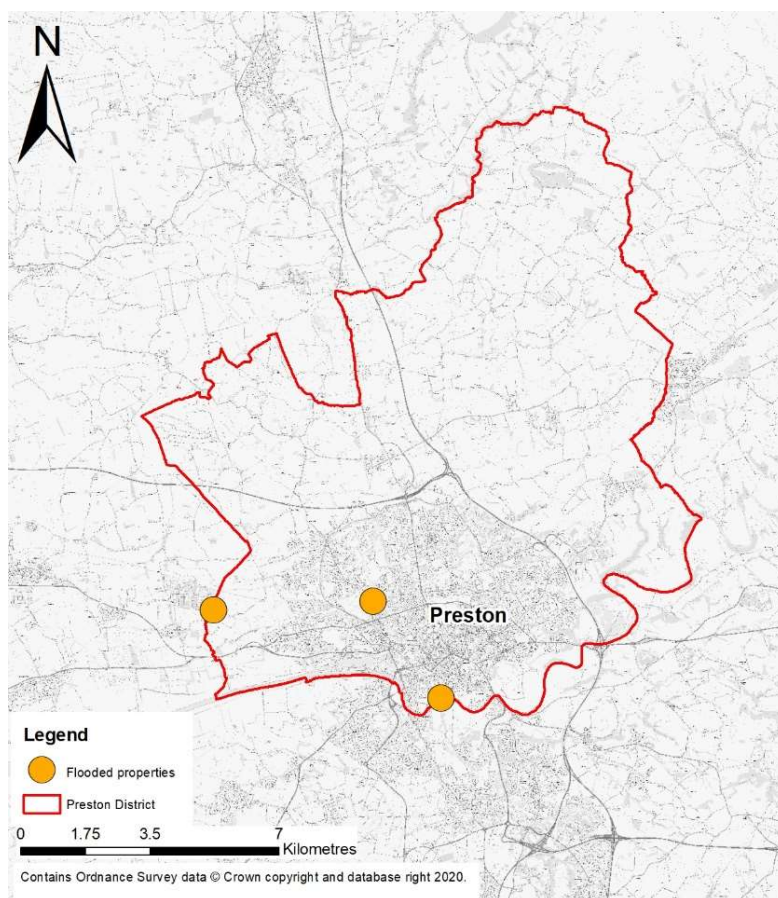 N
Preston
Legend
Flooded properties
Preston District
0 1.75 3.5 7
Kilometres
Contains Ordnance Survey data © Crown copyright and database right 2020.